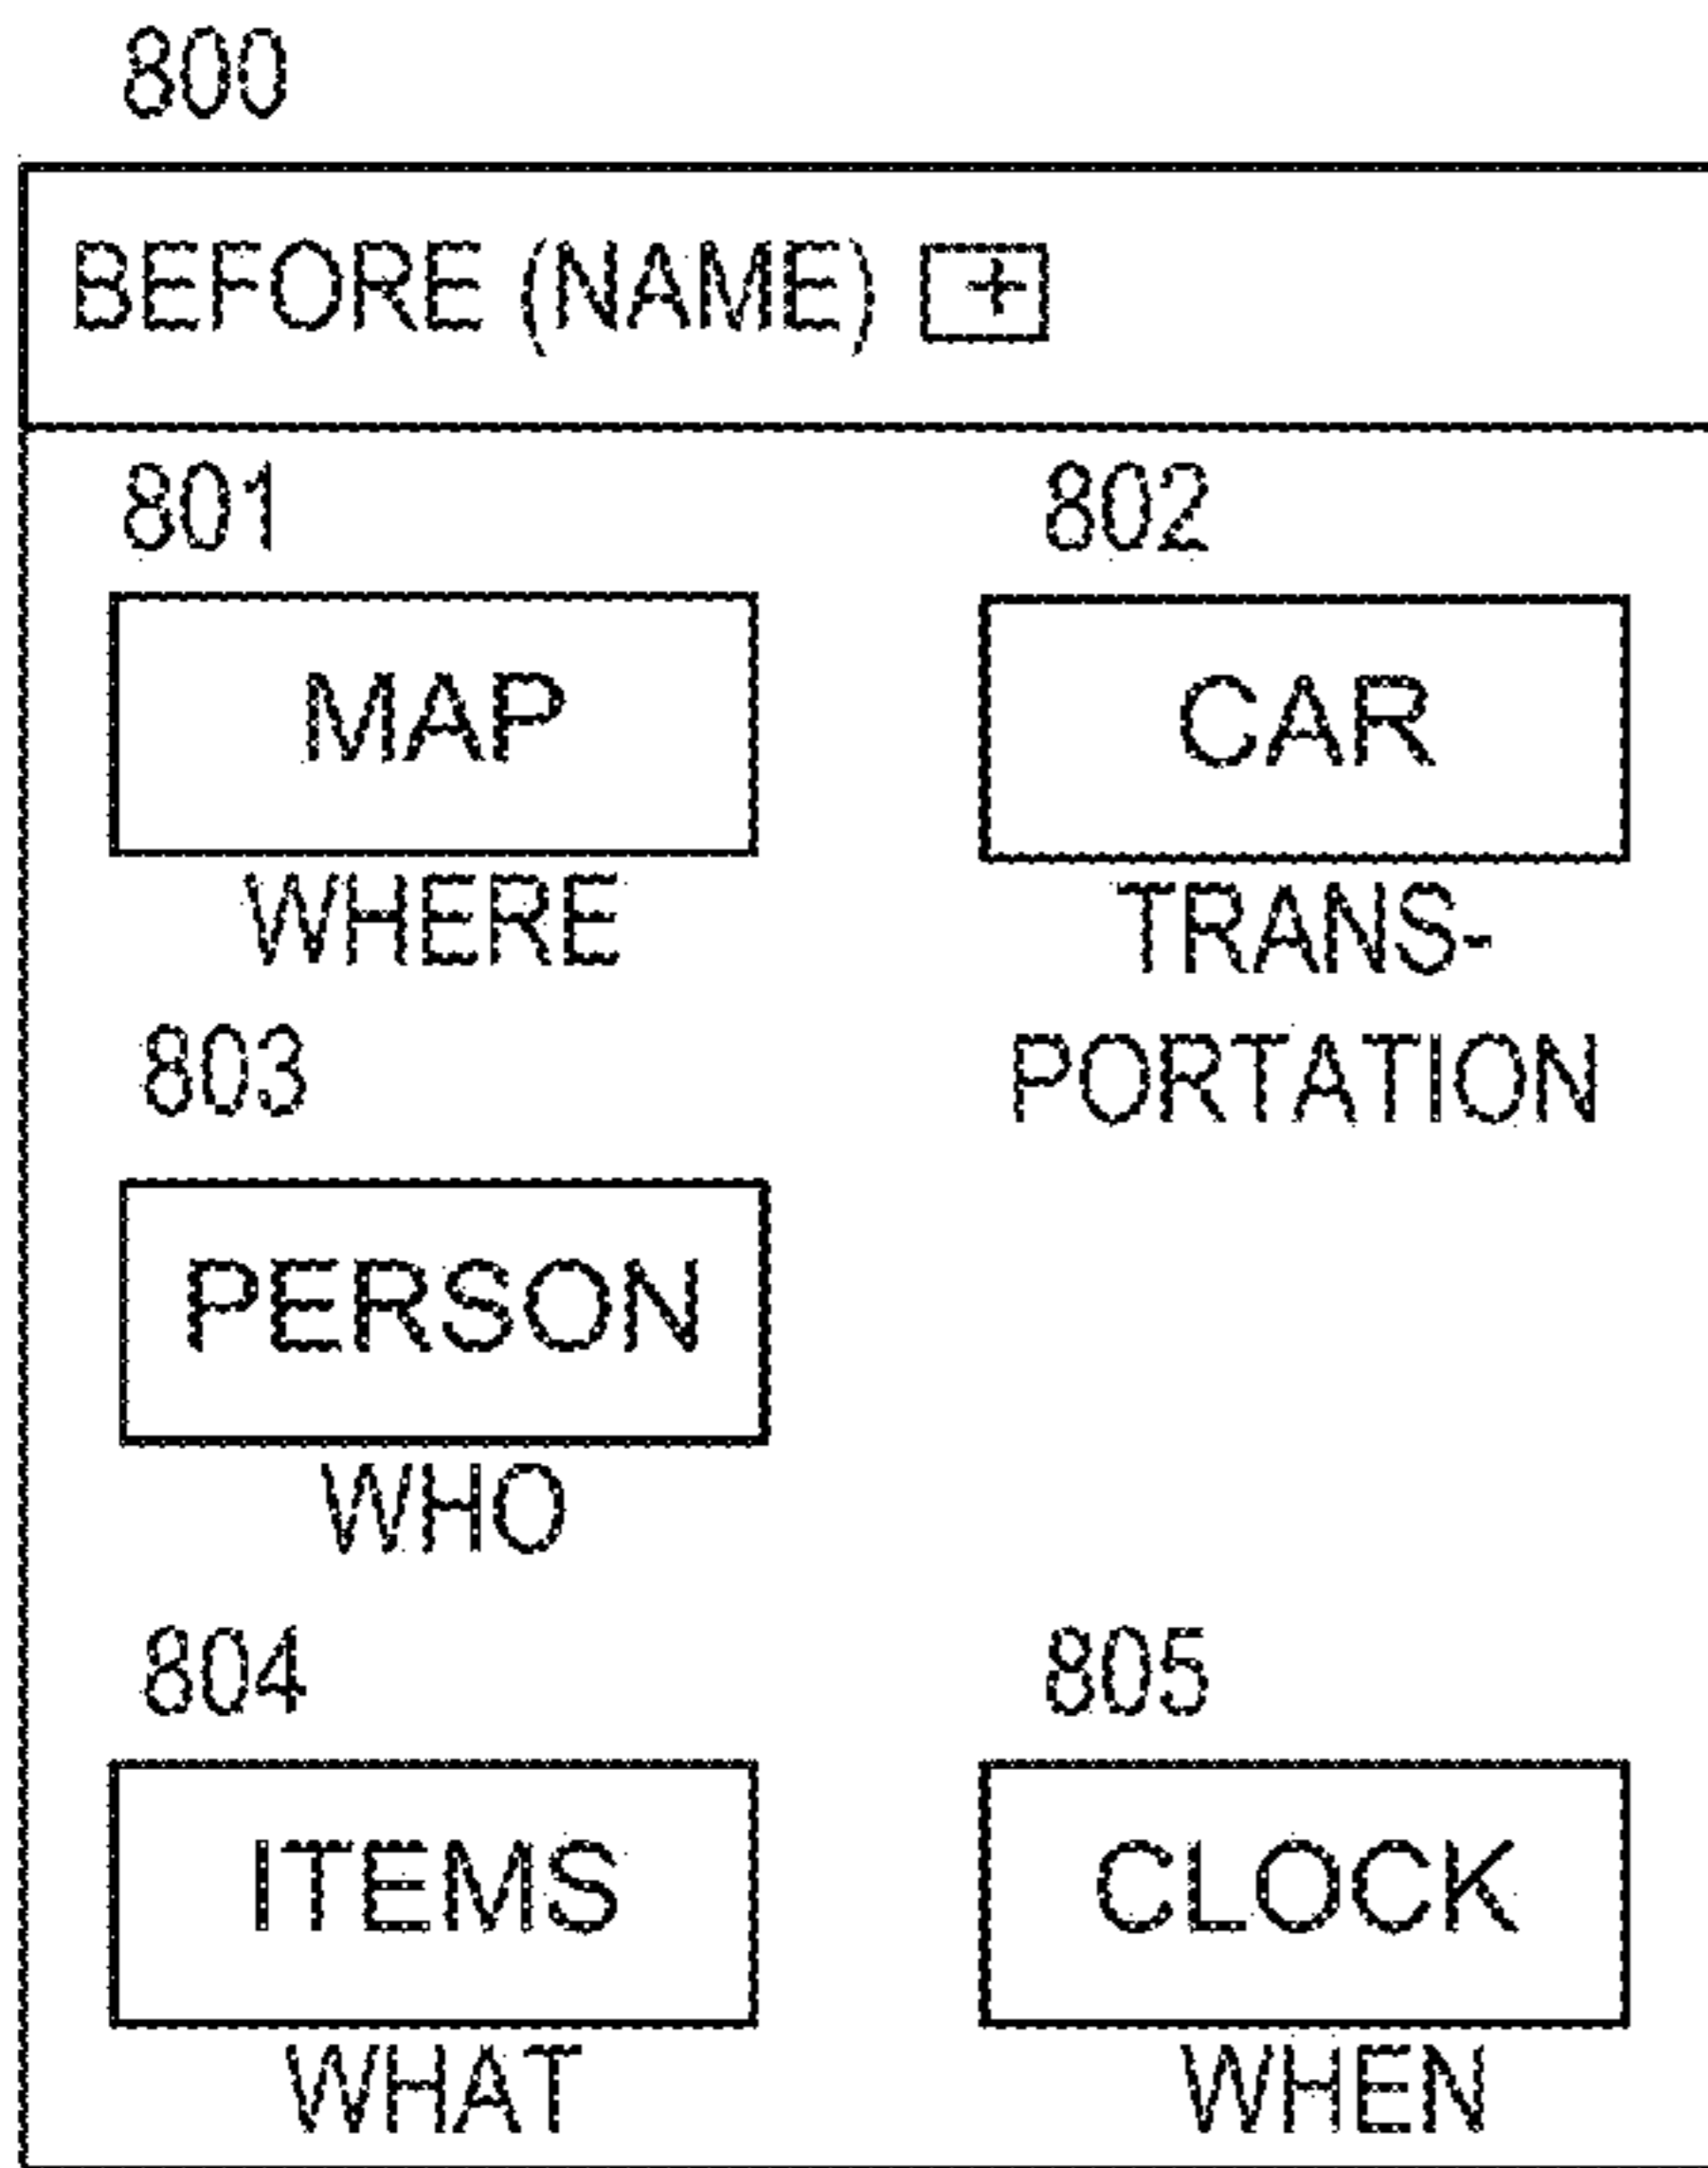 800
BEFORE (NAME) +
801 802
MAP CAR
WHERE TRANS-
803 PORTATION
PERSON
WHO
804 805
ITEMS CLOCK
WHAT WHEN